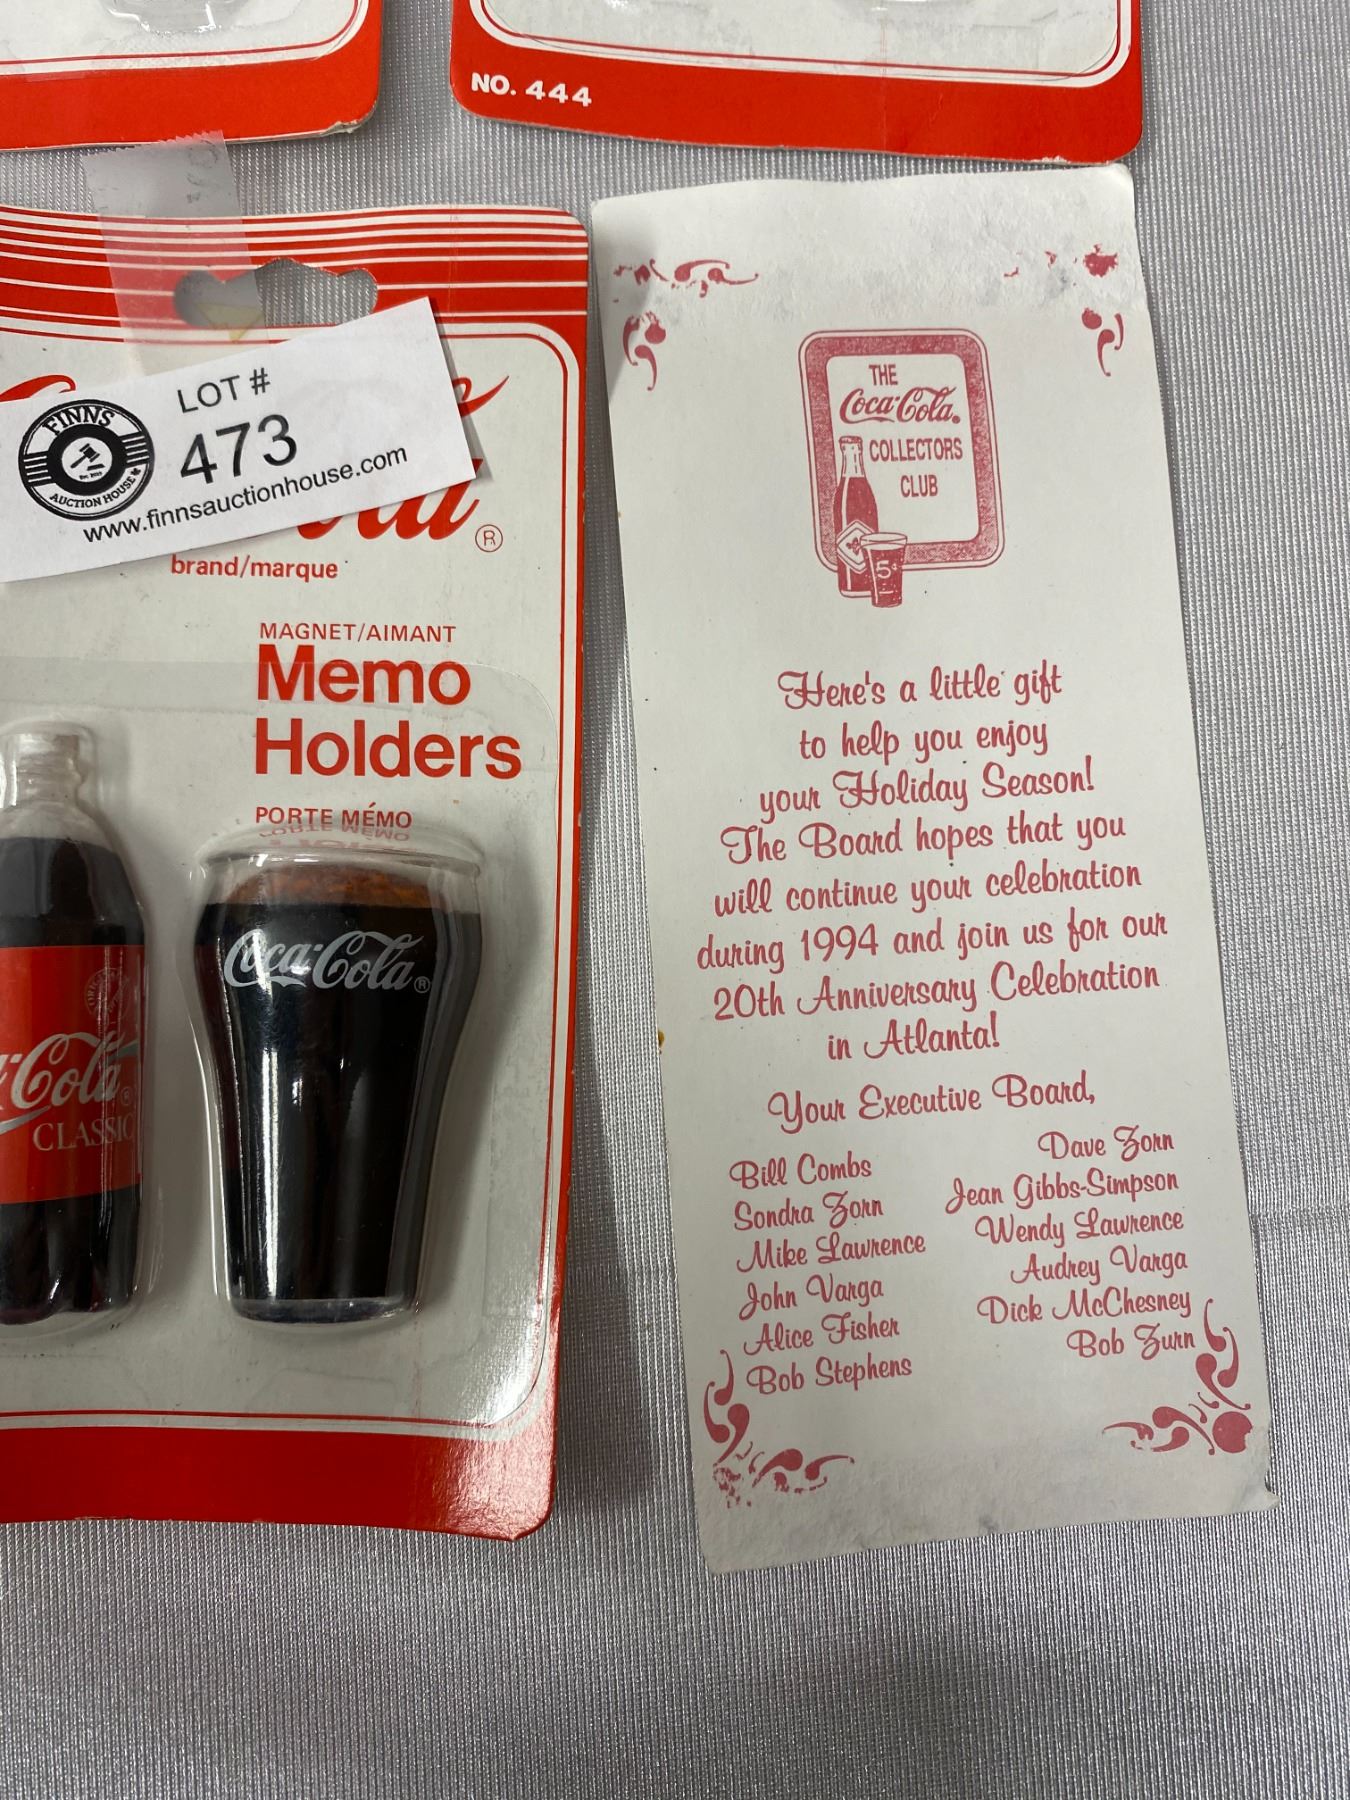 NO. 444
FINNS
AUCTION HOUSE
LOT #
473
www.finnsauctionhouse.com
®
brand/marque
MAGNET/AIMANT
Memo
Holders
PORTE MÉMO
Coca-Cola®
Cola®
CLASSIC
THE
Coca-Cola®
COLLECTORS
CLUB
5¢
Here's a little gift
to help you enjoy
your Holiday Season!
The Board hopes that you
will continue your celebration
during 1994 and join us for our
20th Anniversary Celebration
in Atlanta!
Your Executive Board,
Bill Combs
Sondra Zorn
Mike Lawrence
John Varga
Alice Fisher
Bob Stephens
Dave Zorn
Jean Gibbs-Simpson
Wendy Lawrence
Audrey Varga
Dick McChesney
Bob Zurn